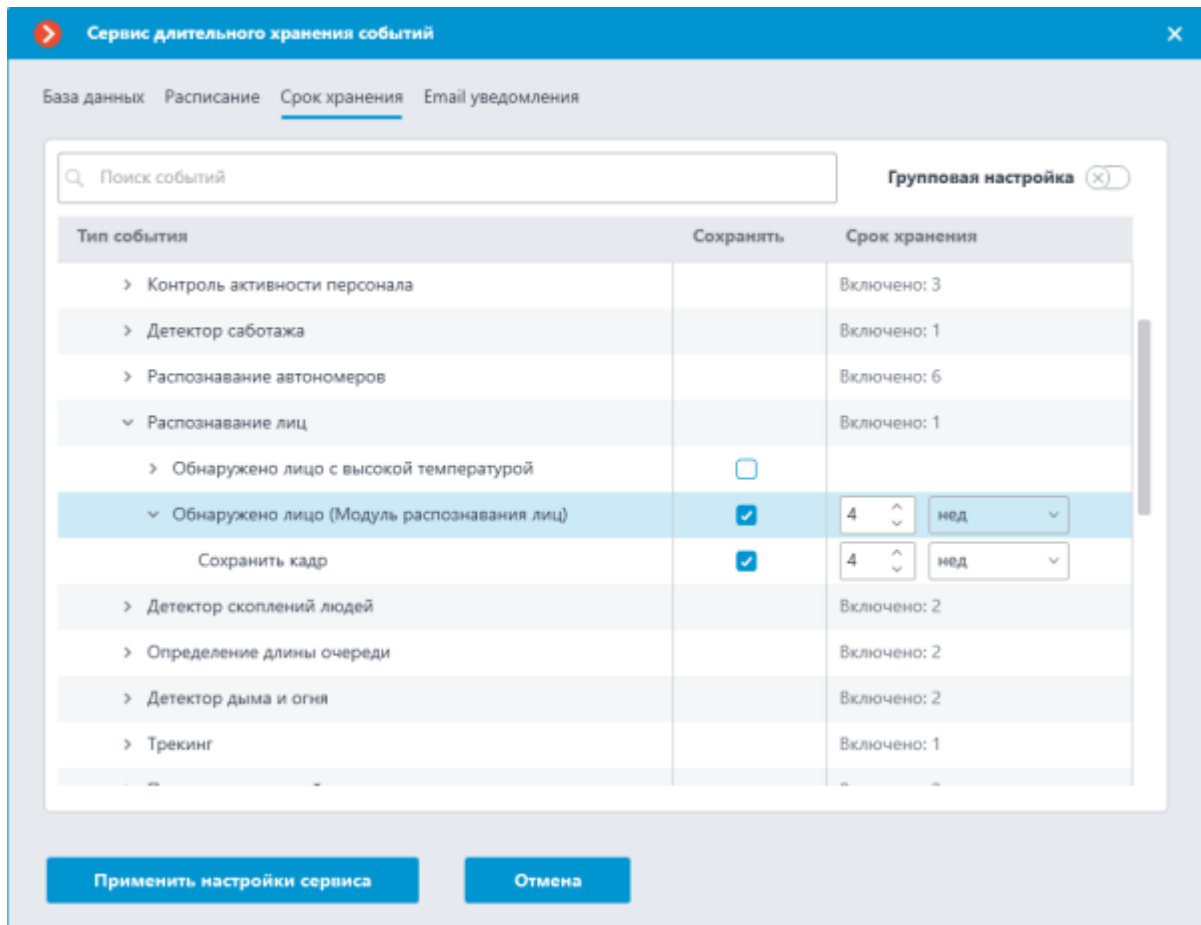 Сервис длительного хранения событий
База данных Расписание Срок хранения Email уведомления
Поиск событий Групповая настройка
Тип события Сохранять Срок хранения
Контроль активности персонала Включено: 3
Детектор саботажа Включено: 1
Распознавание автономеров Включено: 6
Распознавание лиц Включено: 1
Обнаружено лицо с высокой температурой
Обнаружено лицо (Модуль распознавания лиц) 4 нед
Сохранить кадр 4 нед
Детектор скоплений людей Включено: 2
Определение длины очереди Включено: 2
Детектор дыма и огня Включено: 2
Трекинг Включено: 1
Применить настройки сервиса Отмена